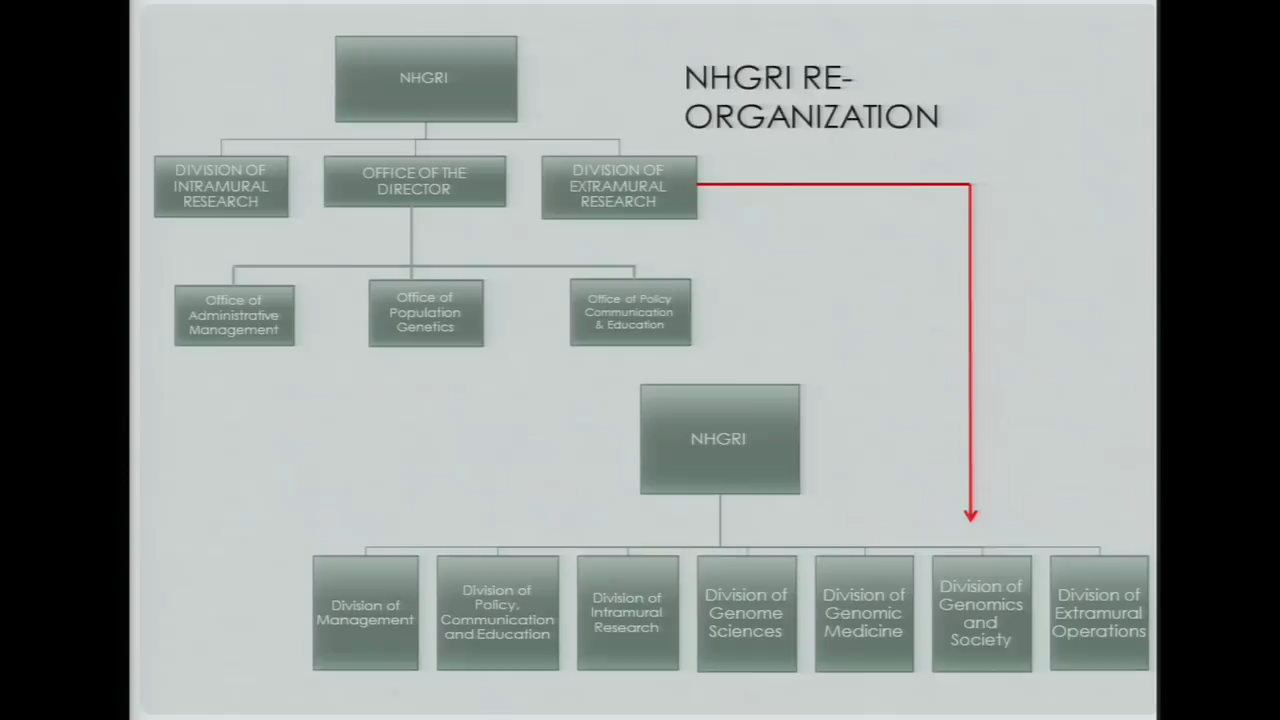 NHGRI
NHGRI RE-
ORGANIZATION
DIVISION OF
INTRAMURAL
RESEARCH
OFFICE OF THE
DIRECTOR
DIVISION OF
EXTRAMURAL
RESEARCH
Office of
Administrative
Management
Office of
Population
Genetics
Office of Policy
Communication
& Education
NHGRI
Division of
Management
Division of
Policy,
Communication
and Education
Division of
Intramural
Research
Division of
Genome
Sciences
Division of
Genomic
Medicine
Division of
Genomics
and
Society
Division of
Extramural
Operations